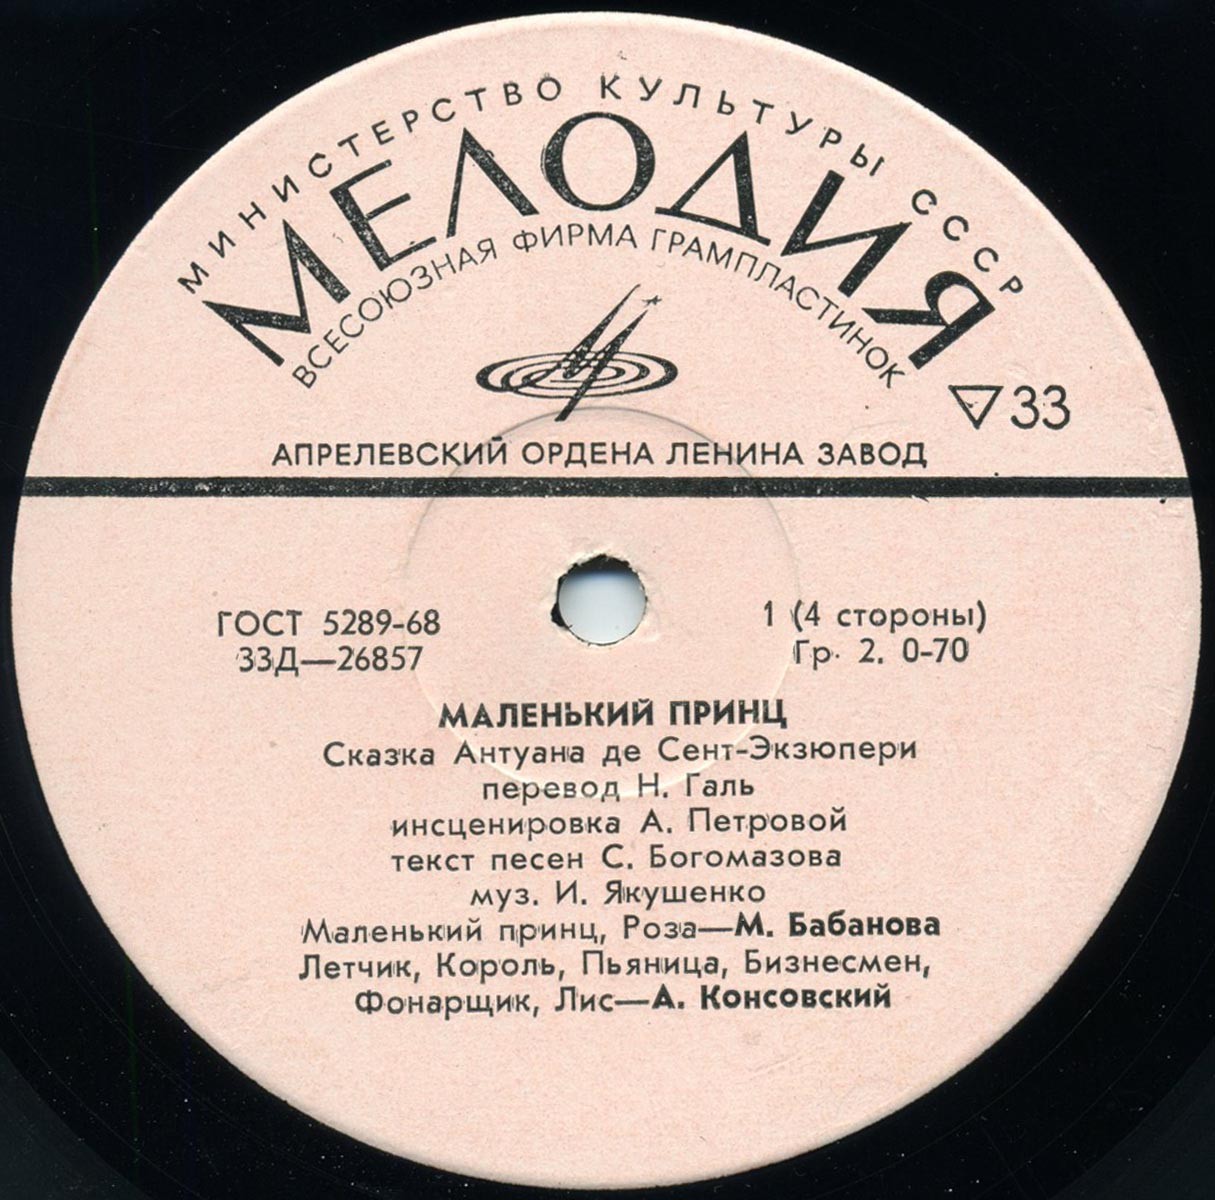 МИНИСТЕРСТВО КУЛЬТУРЫ СССР
МЕЛОДИЯ
ВСЕСОЮЗНАЯ ФИРМА ГРАМПЛАСТИНОК
33
АПРЕЛЕВСКИЙ ОРДЕНА ЛЕНИНА ЗАВОД
ГОСТ 5289-68
33Д—26857
1 (4 стороны)
Гр. 2. 0-70
МАЛЕНЬКИЙ ПРИНЦ
Сказка Антуана де Сент-Экзюпери
перевод Н. Галь
инсценировка А. Петровой
текст песен С. Богомазова
муз. И. Якушенко
Маленький принц, Роза—М. Бабанова
Летчик, Король, Пьяница, Бизнесмен,
Фонарщик, Лис—А. Консовский